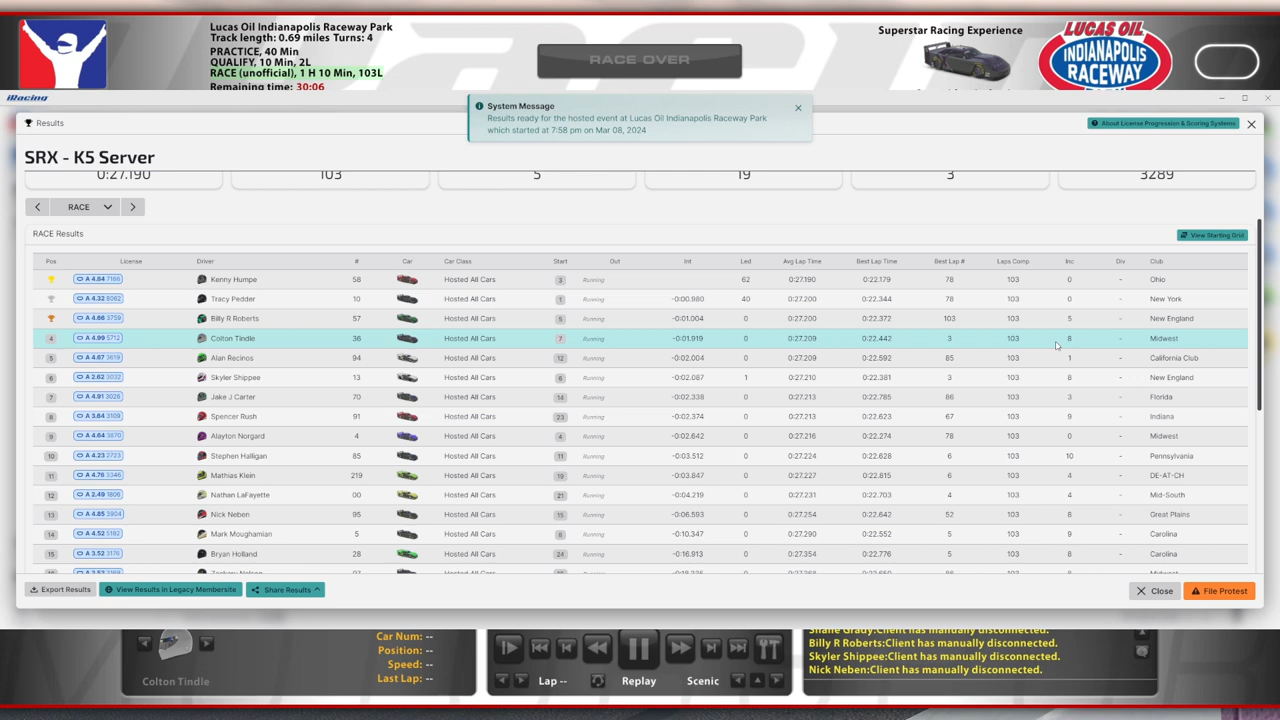 Lucas Oil Indianapolis Raceway Park
Track length: 0.69 miles Turns: 4
PRACTICE, 40 Min
QUALIFY, 10 Min, 2L
RACE (unofficial), 1 H 10 Min, 103L
Remaining time: 30:06
RACE OVER
Superstar Racing Experience
LUCAS OIL
INDIANAPOLIS
RACEWAY
iRacing
System Message
Results ready for the hosted event at Lucas Oil Indianapolis Raceway Park
which started at 7:58 pm on Mar 08, 2024
Results
About License Progression & Scoring Systems
SRX - K5 Server
0:27.190 103 5 19 3 3289
RACE
RACE Results
View Starting Grid
Pos License Driver # Car Car Class Start Out Int Led Avg Lap Time Best Lap Time Best Lap # Laps Comp Inc Div Club
A 4.84 7166 Kenny Humpe 58 Hosted All Cars 3 Running 62 0:27.190 0:22.179 78 103 0 - Ohio
A 4.32 8062 Tracy Pedder 10 Hosted All Cars 1 Running -0:00.980 40 0:27.200 0:22.344 78 103 0 - New York
A 4.66 3759 Billy R Roberts 57 Hosted All Cars 5 Running -0:01.004 0 0:27.200 0:22.372 103 103 5 - New England
4 A 4.99 5712 Colton Tindle 36 Hosted All Cars 7 Running -0:01.919 0 0:27.209 0:22.442 3 103 8 - Midwest
5 A 4.67 3619 Alan Recinos 94 Hosted All Cars 12 Running -0:02.004 0 0:27.209 0:22.592 85 103 1 - California Club
6 A 2.62 3032 Skyler Shippee 13 Hosted All Cars 6 Running -0:02.087 1 0:27.210 0:22.381 3 103 8 - New England
7 A 4.91 3026 Jake J Carter 70 Hosted All Cars 14 Running -0:02.338 0 0:27.213 0:22.785 86 103 3 - Florida
8 A 3.64 3109 Spencer Rush 91 Hosted All Cars 23 Running -0:02.374 0 0:27.213 0:22.623 67 103 9 - Indiana
9 A 4.64 3670 Alayton Norgard 4 Hosted All Cars 4 Running -0:02.642 0 0:27.216 0:22.274 78 103 0 - Midwest
10 A 4.23 2723 Stephen Halligan 85 Hosted All Cars 11 Running -0:03.512 0 0:27.224 0:22.628 6 103 10 - Pennsylvania
11 A 4.76 3346 Mathias Klein 219 Hosted All Cars 19 Running -0:03.847 0 0:27.227 0:22.815 6 103 4 - DE-AT-CH
12 A 2.49 1806 Nathan LaFayette 00 Hosted All Cars 21 Running -0:04.219 0 0:27.231 0:22.703 4 103 4 - Mid-South
13 A 4.85 3904 Nick Neben 95 Hosted All Cars 15 Running -0:06.593 0 0:27.254 0:22.642 52 103 8 - Great Plains
14 A 4.52 5182 Mark Moughamian 5 Hosted All Cars 8 Running -0:10.347 0 0:27.290 0:22.552 5 103 9 - Carolina
15 A 3.52 3176 Bryan Holland 28 Hosted All Cars 24 Running -0:16.913 0 0:27.354 0:22.776 5 103 8 - Carolina
Export Results View Results in Legacy Membersite Share Results Close File Protest
Colton Tindle
Car Num: --
Position: --
Speed: --
Last Lap: --
Lap -- Replay Scenic
Shane Grady:Client has manually disconnected.
Billy R Roberts:Client has manually disconnected.
Skyler Shippee:Client has manually disconnected.
Nick Neben:Client has manually disconnected.